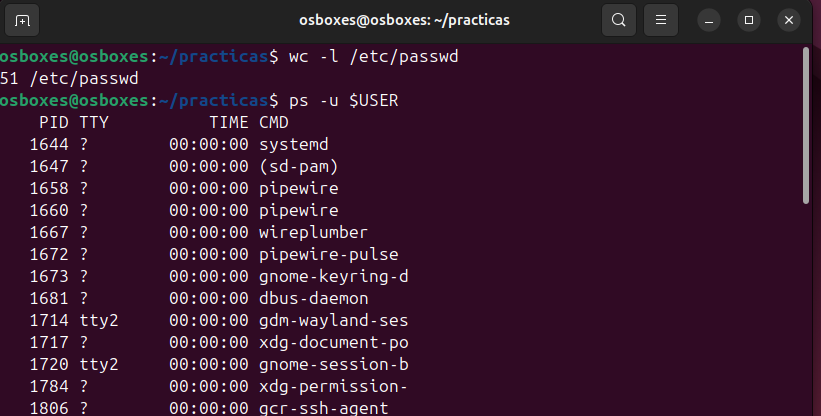 osboxes@osboxes: ~/practicas
osboxes@osboxes:~/practicas$ wc -l /etc/passwd
51 /etc/passwd
osboxes@osboxes:~/practicas$ ps -u $USER
    PID TTY          TIME CMD
   1644 ?        00:00:00 systemd
   1647 ?        00:00:00 (sd-pam)
   1658 ?        00:00:00 pipewire
   1660 ?        00:00:00 pipewire
   1667 ?        00:00:00 wireplumber
   1672 ?        00:00:00 pipewire-pulse
   1673 ?        00:00:00 gnome-keyring-d
   1681 ?        00:00:00 dbus-daemon
   1714 tty2     00:00:00 gdm-wayland-ses
   1717 ?        00:00:00 xdg-document-po
   1720 tty2     00:00:00 gnome-session-b
   1784 ?        00:00:00 xdg-permission-
   1806 ?        00:00:00 gcr-ssh-agent